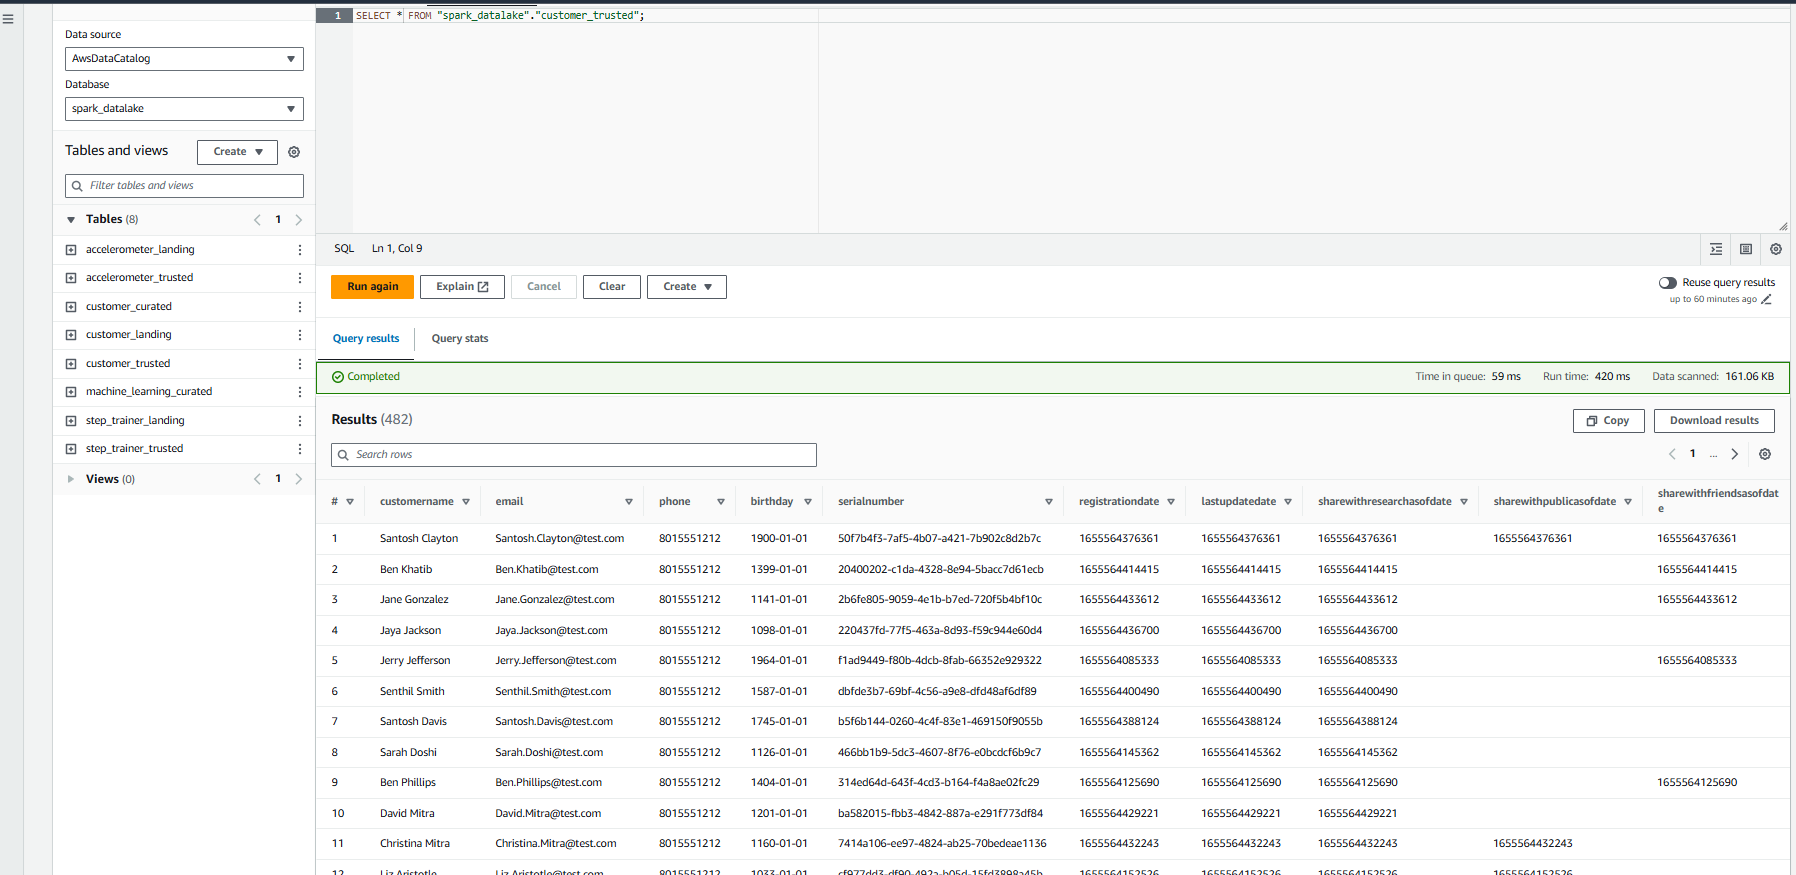 1 SELECT * FROM "spark_datalake"."customer_trusted";
Data source
AwsDataCatalog
Database
spark_datalake
Tables and views
Create
Filter tables and views
Tables (8)
1
accelerometer_landing
accelerometer_trusted
customer_curated
customer_landing
customer_trusted
machine_learning_curated
step_trainer_landing
step_trainer_trusted
Views (0)
1
SQL Ln 1, Col 9
Run again Explain Cancel Clear Create
Reuse query results
up to 60 minutes ago
Query results Query stats
Completed Time in queue: 59 ms Run time: 420 ms Data scanned: 161.06 KB
Results (482)
Copy Download results
Search rows
1 ...
# customername email phone birthday serialnumber registrationdate lastupdatedate sharewithresearchasofdate sharewithpublicasofdate sharewithfriendsasofdat
e
1 Santosh Clayton Santosh.Clayton@test.com 8015551212 1900-01-01 50f7b4f3-7af5-4b07-a421-7b902c8d2b7c 1655564376361 1655564376361 1655564376361 1655564376361 1655564376361
2 Ben Khatib Ben.Khatib@test.com 8015551212 1399-01-01 20400202-c1da-4328-8e94-5bacc7d61ecb 1655564414415 1655564414415 1655564414415 1655564414415
3 Jane Gonzalez Jane.Gonzalez@test.com 8015551212 1141-01-01 2b6fe805-9059-4e1b-b7ed-720f5b4bf10c 1655564433612 1655564433612 1655564433612 1655564433612
4 Jaya Jackson Jaya.Jackson@test.com 8015551212 1098-01-01 220437fd-77f5-463a-8d93-f59c944e60d4 1655564436700 1655564436700 1655564436700
5 Jerry Jefferson Jerry.Jefferson@test.com 8015551212 1964-01-01 f1ad9449-f80b-4dcb-8fab-66352e929322 1655564085333 1655564085333 1655564085333 1655564085333
6 Senthil Smith Senthil.Smith@test.com 8015551212 1587-01-01 dbfde3b7-69bf-4c56-a9e8-dfd48af6df89 1655564400490 1655564400490 1655564400490
7 Santosh Davis Santosh.Davis@test.com 8015551212 1745-01-01 b5f6b144-0260-4c4f-83e1-469150f9055b 1655564388124 1655564388124 1655564388124
8 Sarah Doshi Sarah.Doshi@test.com 8015551212 1126-01-01 466bb1b9-5dc3-4607-8f76-e0bcdcf6b9c7 1655564145362 1655564145362 1655564145362
9 Ben Phillips Ben.Phillips@test.com 8015551212 1404-01-01 314ed64d-643f-4cd3-b164-f4a8ae02fc29 1655564125690 1655564125690 1655564125690 1655564125690
10 David Mitra David.Mitra@test.com 8015551212 1201-01-01 ba582015-fbb3-4842-887a-e291f773df84 1655564429221 1655564429221 1655564429221
11 Christina Mitra Christina.Mitra@test.com 8015551212 1160-01-01 7414a106-ee97-4824-ab25-70bedeae1136 1655564432243 1655564432243 1655564432243 1655564432243
12 Liz Aristotle Liz.Aristotle@test.com 8015551212 1033-01-01 cf977dd3-df90-492a-b05d-15fd3898a45b 1655564152526 1655564152526 1655564152526 1655564152526